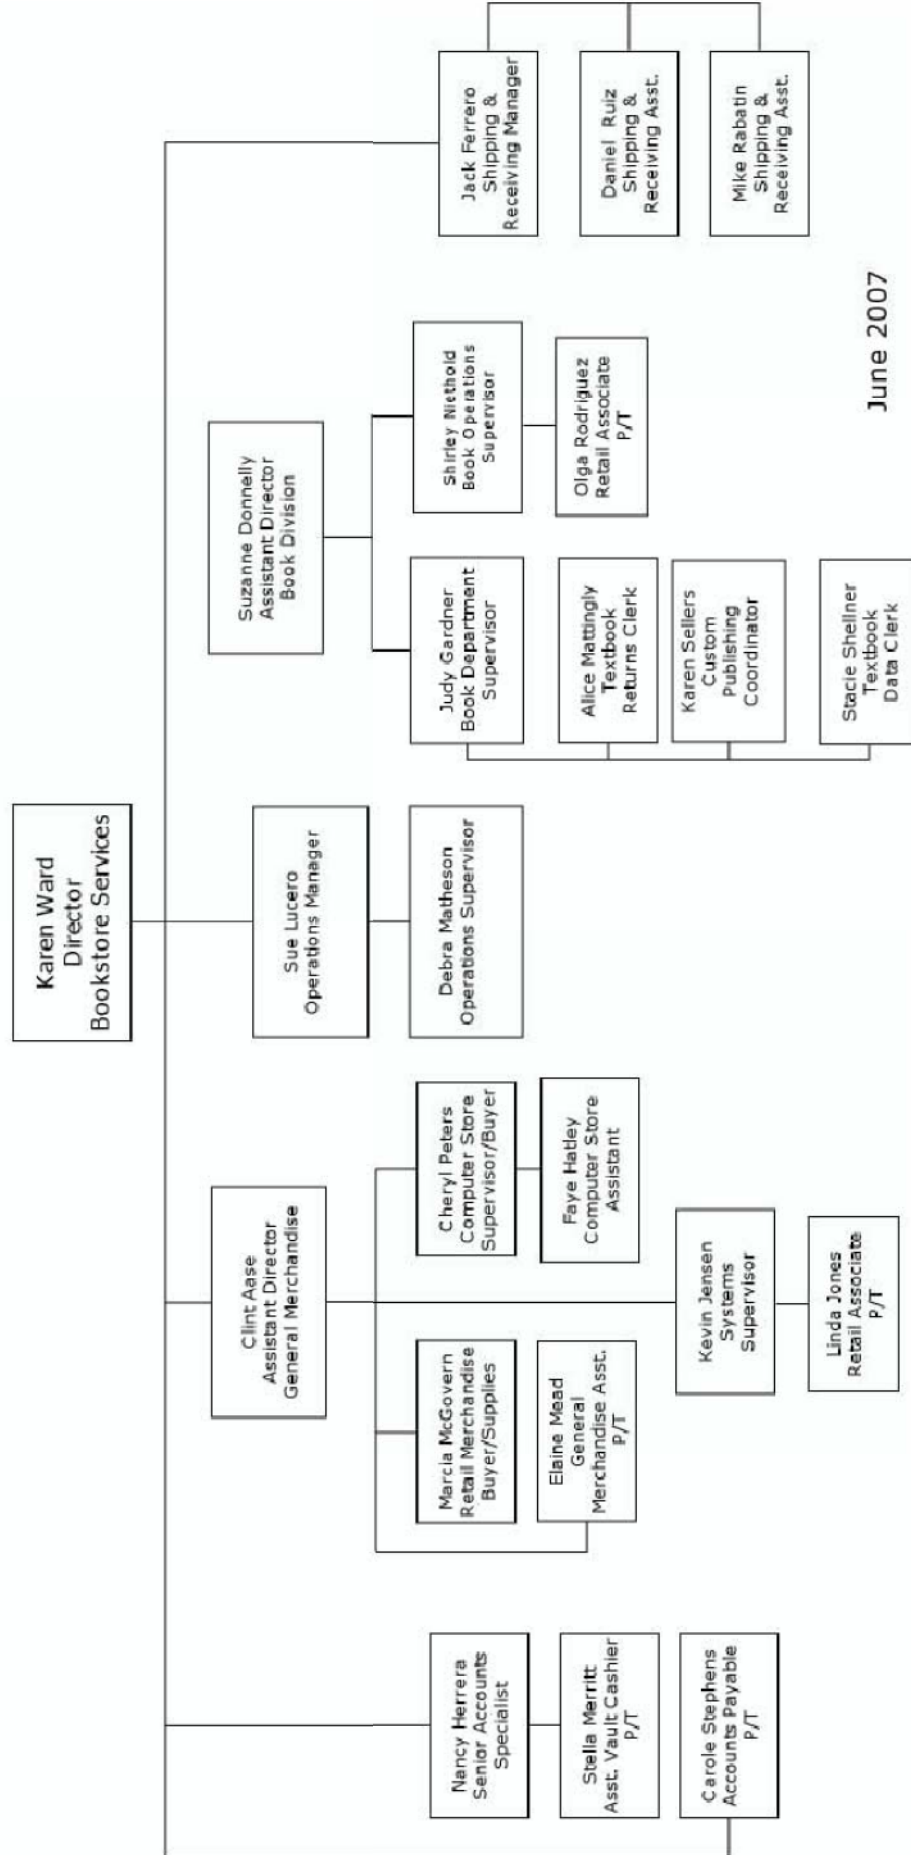 Karen Ward
Director
Bookstore Services
Nancy Herrera
Senior Accounts
Specialist
Stella Merritt
Asst. Vault Cashier
P/T
Carole Stephens
Accounts Payable
P/T
Clint Aase
Assistant Director
General Merchandise
Marcia McGovern
Retail Merchandise
Buyer/Supplies
Elaine Mead
General
Merchandise Asst.
P/T
Cheryl Peters
Computer Store
Supervisor/Buyer
Faye Hatley
Computer Store
Assistant
Kevin Jensen
Systems
Supervisor
Linda Jones
Retail Associate
P/T
Sue Lucero
Operations Manager
Debra Matheson
Operations Supervisor
Suzanne Donnelly
Assistant Director
Book Division
Judy Gardner
Book Department
Supervisor
Alice Mattingly
Textbook
Returns Clerk
Karen Sellers
Custom
Publishing
Coordinator
Stacie Shellner
Textbook
Data Clerk
Shirley Niethold
Book Operations
Supervisor
Olga Rodriguez
Retail Associate
P/T
Jack Ferrero
Shipping &
Receiving Manager
Daniel Ruiz
Shipping &
Receiving Asst.
Mike Rabatin
Shipping &
Receiving Asst.
June 2007